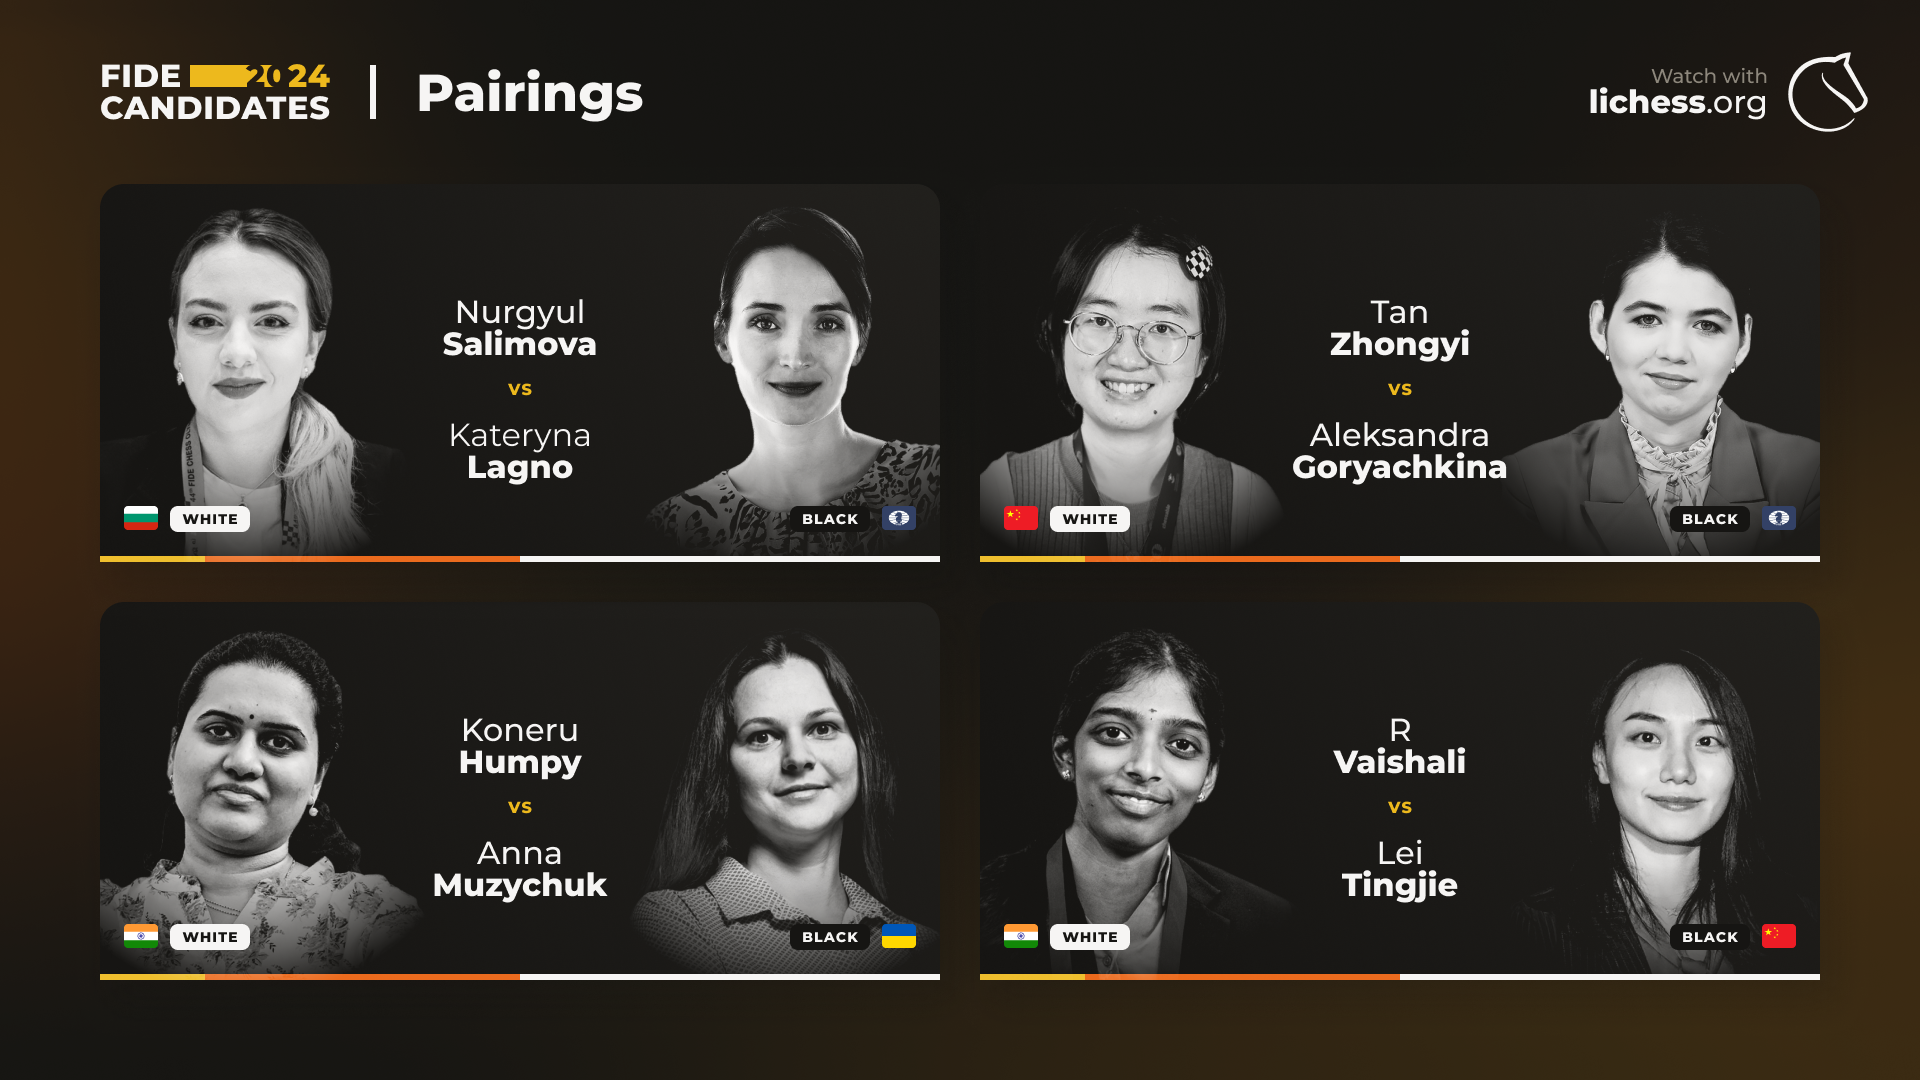 FIDE 2024
CANDIDATES
Pairings
Watch with
lichess.org
Nurgyul
Salimova
vs
Kateryna
Lagno
WHITE
BLACK
Tan
Zhongyi
vs
Aleksandra
Goryachkina
WHITE
BLACK
Koneru
Humpy
vs
Anna
Muzychuk
WHITE
BLACK
R
Vaishali
vs
Lei
Tingjie
WHITE
BLACK